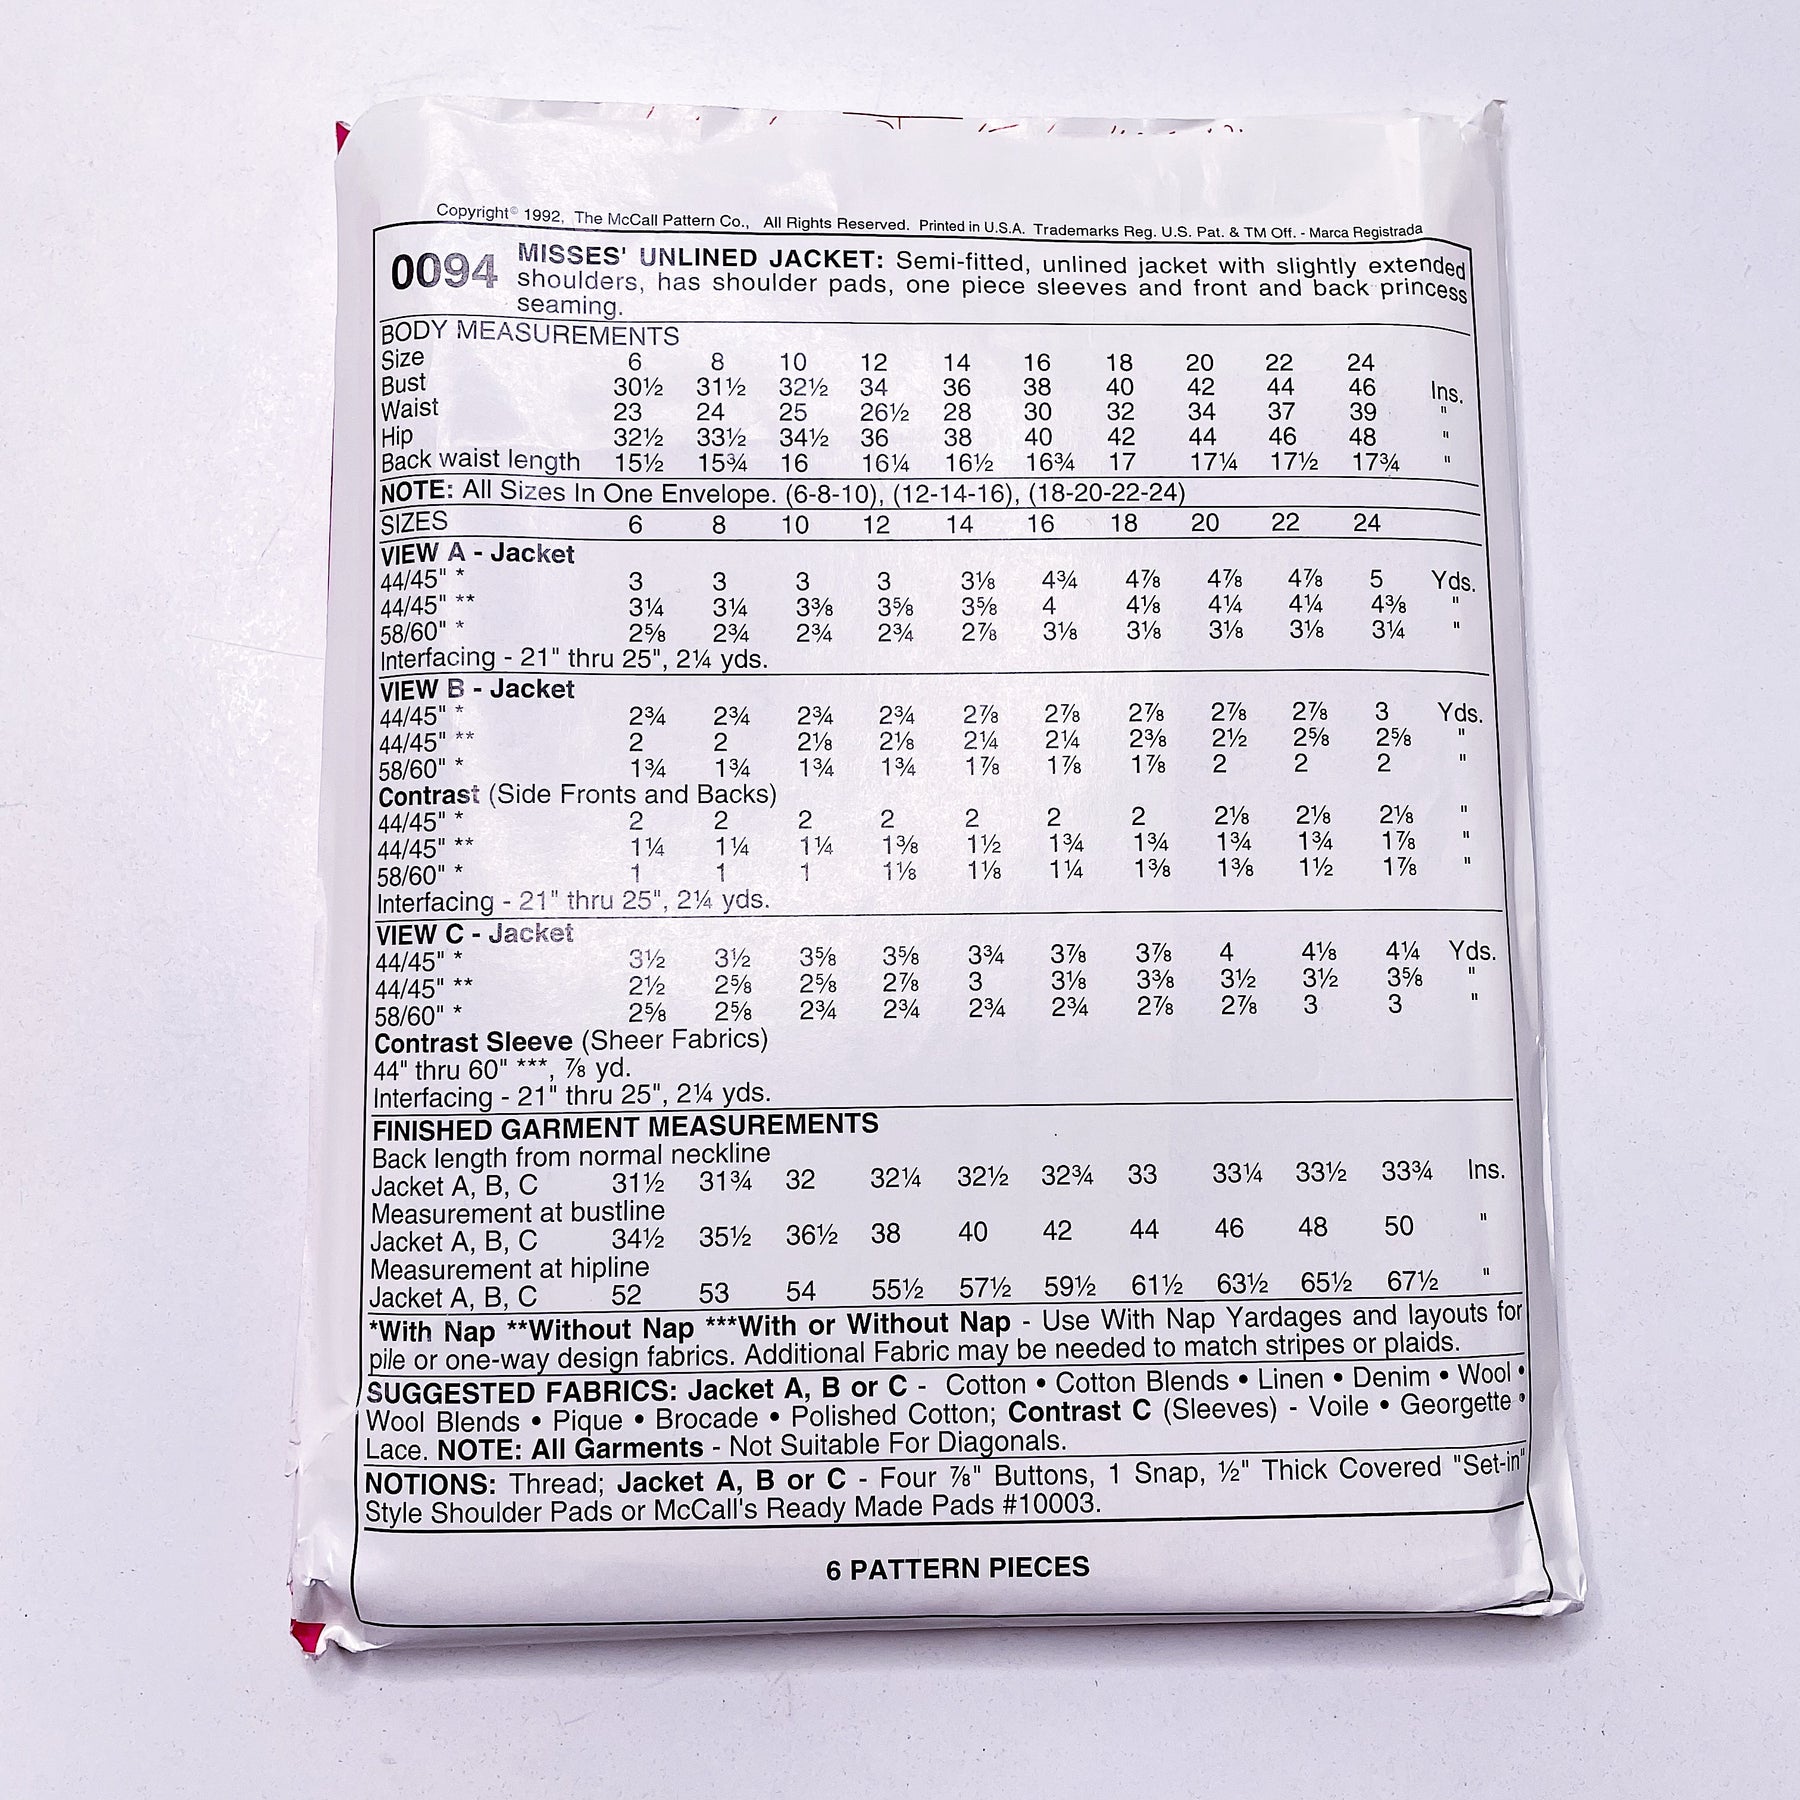 Copyright© 1992, The McCall Pattern Co., All Rights Reserved. Printed in U.S.A. Trademarks Reg. U.S. Pat. & TM Off. - Marca Registrada
0094 MISSES' UNLINED JACKET: Semi-fitted, unlined jacket with slightly extended
shoulders, has shoulder pads, one piece sleeves and front and back princess
seaming.
BODY MEASUREMENTS
Size 6 8 10 12 14 16 18 20 22 24
Bust 30½ 31½ 32½ 34 36 38 40 42 44 46 Ins.
Waist 23 24 25 26½ 28 30 32 34 37 39 "
Hip 32½ 33½ 34½ 36 38 40 42 44 46 48 "
Back waist length 15½ 15¾ 16 16¼ 16½ 16¾ 17 17¼ 17½ 17¾ "
NOTE: All Sizes In One Envelope. (6-8-10), (12-14-16), (18-20-22-24)
SIZES 6 8 10 12 14 16 18 20 22 24
VIEW A - Jacket
44/45" * 3 3 3 3 3⅛ 4¾ 4⅞ 4⅞ 4⅞ 5 Yds.
44/45" ** 3¼ 3¼ 3⅜ 3⅝ 3⅝ 4 4⅛ 4¼ 4¼ 4⅜ "
58/60" * 2⅝ 2¾ 2¾ 2¾ 2⅞ 3⅛ 3⅛ 3⅛ 3⅛ 3¼ "
Interfacing - 21" thru 25", 2¼ yds.
VIEW B - Jacket
44/45" * 2¾ 2¾ 2¾ 2¾ 2⅞ 2⅞ 2⅞ 2⅞ 2⅞ 3 Yds.
44/45" ** 2 2 2⅛ 2⅛ 2¼ 2¼ 2⅜ 2½ 2⅝ 2⅝ "
58/60" * 1¾ 1¾ 1¾ 1¾ 1⅞ 1⅞ 1⅞ 2 2 2 "
Contrast (Side Fronts and Backs)
44/45" * 2 2 2 2 2 2 2 2⅛ 2⅛ 2⅛ "
44/45" ** 1¼ 1¼ 1¼ 1⅜ 1½ 1¾ 1¾ 1¾ 1¾ 1⅞ "
58/60" * 1 1 1 1⅛ 1⅛ 1¼ 1⅜ 1⅜ 1½ 1⅞ "
Interfacing - 21" thru 25", 2¼ yds.
VIEW C - Jacket
44/45" * 3½ 3½ 3⅝ 3⅝ 3¾ 3⅞ 3⅞ 4 4⅛ 4¼ Yds.
44/45" ** 2½ 2⅝ 2⅝ 2⅞ 3 3⅛ 3⅜ 3½ 3½ 3⅝ "
58/60" * 2⅝ 2⅝ 2¾ 2¾ 2¾ 2¾ 2⅞ 2⅞ 3 3 "
Contrast Sleeve (Sheer Fabrics)
44" thru 60" ***, ⅞ yd.
Interfacing - 21" thru 25", 2¼ yds.
FINISHED GARMENT MEASUREMENTS
Back length from normal neckline
Jacket A, B, C 31½ 31¾ 32 32¼ 32½ 32¾ 33 33¼ 33½ 33¾ Ins.
Measurement at bustline
Jacket A, B, C 34½ 35½ 36½ 38 40 42 44 46 48 50 "
Measurement at hipline
Jacket A, B, C 52 53 54 55½ 57½ 59½ 61½ 63½ 65½ 67½ "
*With Nap **Without Nap ***With or Without Nap - Use With Nap Yardages and layouts for
pile or one-way design fabrics. Additional Fabric may be needed to match stripes or plaids.
SUGGESTED FABRICS: Jacket A, B or C - Cotton • Cotton Blends • Linen • Denim • Wool •
Wool Blends • Pique • Brocade • Polished Cotton; Contrast C (Sleeves) - Voile • Georgette •
Lace. NOTE: All Garments - Not Suitable For Diagonals.
NOTIONS: Thread; Jacket A, B or C - Four ⅞" Buttons, 1 Snap, ½" Thick Covered "Set-in"
Style Shoulder Pads or McCall's Ready Made Pads #10003.
6 PATTERN PIECES